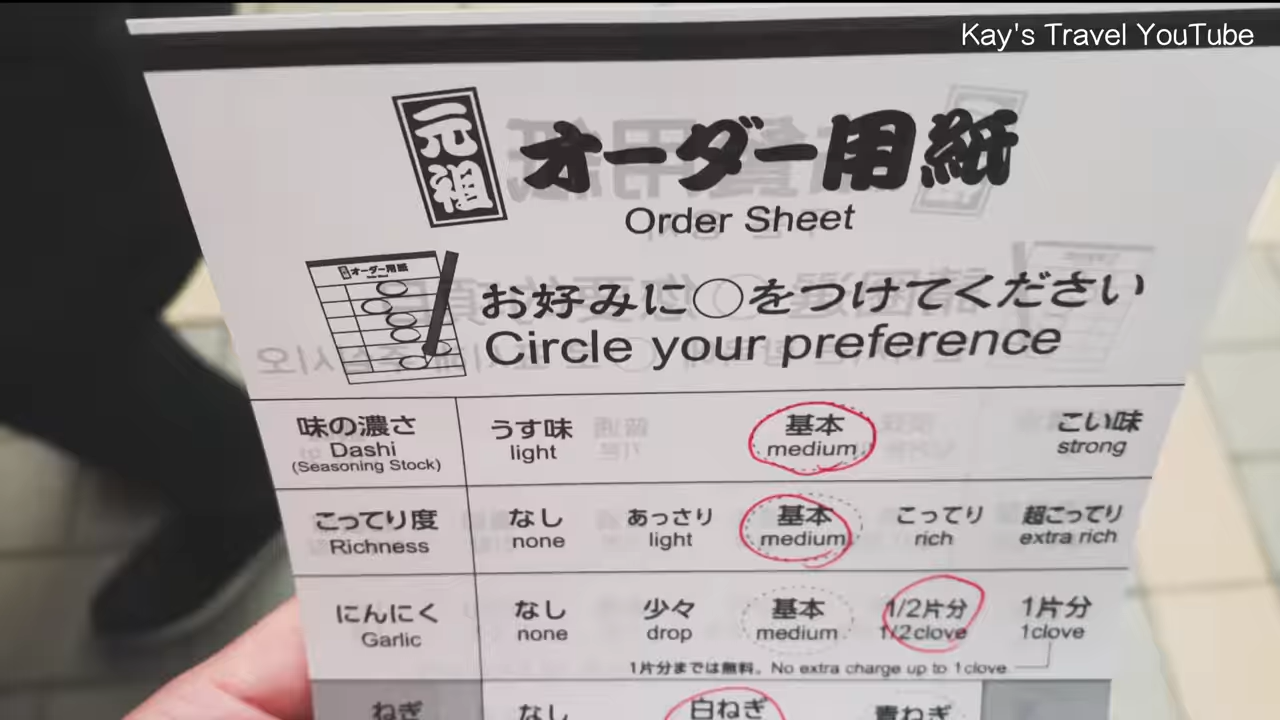 Kay's Travel YouTube
元祖
オーダー用紙
Order Sheet
オーダー用紙
お好みに○をつけてください
Circle your preference
味の濃さ うす味 基本 こい味
Dashi light medium strong
(Seasoning Stock)
こってり度 なし あっさり 基本 こってり 超こってり
Richness none light medium rich extra rich
にんにく なし 少々 基本 1/2片分 1片分
Garlic none drop medium 1/2clove 1clove
1片分までは無料。No extra charge up to 1clove
ねぎ なし 白ねぎ 青ねぎ